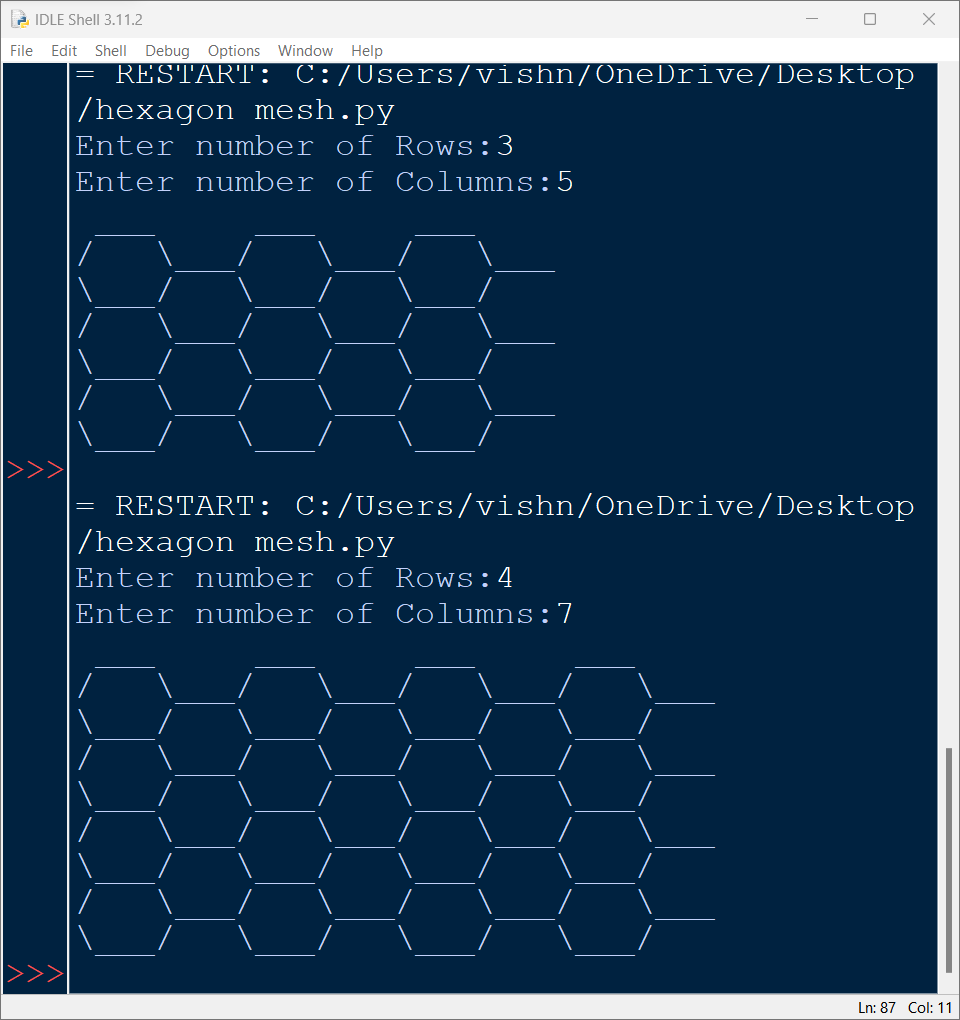 IDLE Shell 3.11.2
File Edit Shell Debug Options Window Help
= RESTART: C:/Users/vishn/OneDrive/Desktop
/hexagon mesh.py
Enter number of Rows:3
Enter number of Columns:5
 ___     ___     ___
/   \___/   \___/   \___
\___/   \___/   \___/
/   \___/   \___/   \___
\___/   \___/   \___/
/   \___/   \___/   \___
\___/   \___/   \___/
>>>
= RESTART: C:/Users/vishn/OneDrive/Desktop
/hexagon mesh.py
Enter number of Rows:4
Enter number of Columns:7
 ___     ___     ___     ___
/   \___/   \___/   \___/   \___
\___/   \___/   \___/   \___/
/   \___/   \___/   \___/   \___
\___/   \___/   \___/   \___/
/   \___/   \___/   \___/   \___
\___/   \___/   \___/   \___/
/   \___/   \___/   \___/   \___
\___/   \___/   \___/   \___/
>>>
Ln: 87 Col: 11